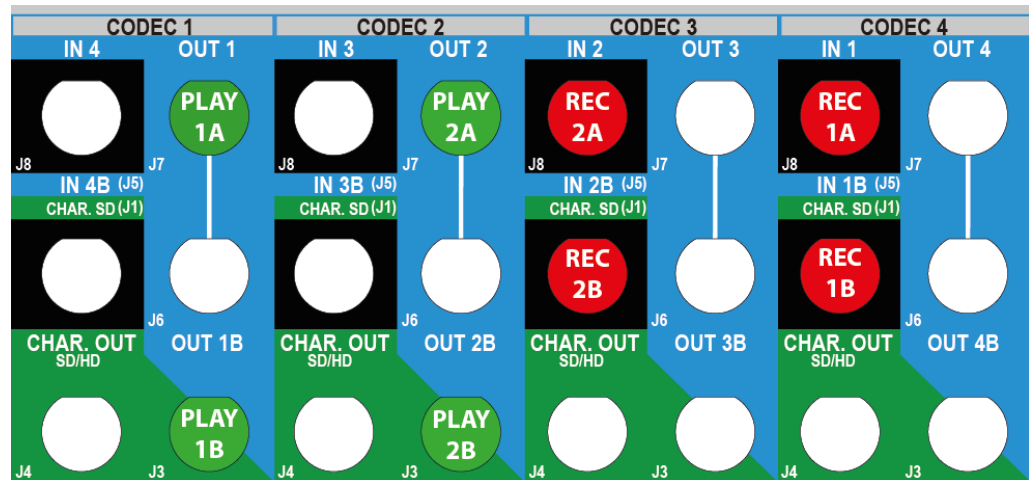 CODEC 1 CODEC 2 CODEC 3 CODEC 4
IN 4 OUT 1 IN 3 OUT 2 IN 2 OUT 3 IN 1 OUT 4
PLAY PLAY REC REC
1A 2A 2A 1A
J8 J7 J8 J7 J8 J7 J8 J7
IN 4B (J5) IN 3B (J5) IN 2B (J5) IN 1B (J5)
CHAR. SD (J1) CHAR. SD (J1) CHAR. SD (J1) CHAR. SD (J1)
REC REC
2B 1B
J6 J6 J6 J6
CHAR. OUT OUT 1B CHAR. OUT OUT 2B CHAR. OUT OUT 3B CHAR. OUT OUT 4B
SD/HD SD/HD SD/HD SD/HD
PLAY PLAY
1B 2B
J4 J3 J4 J3 J4 J3 J4 J3